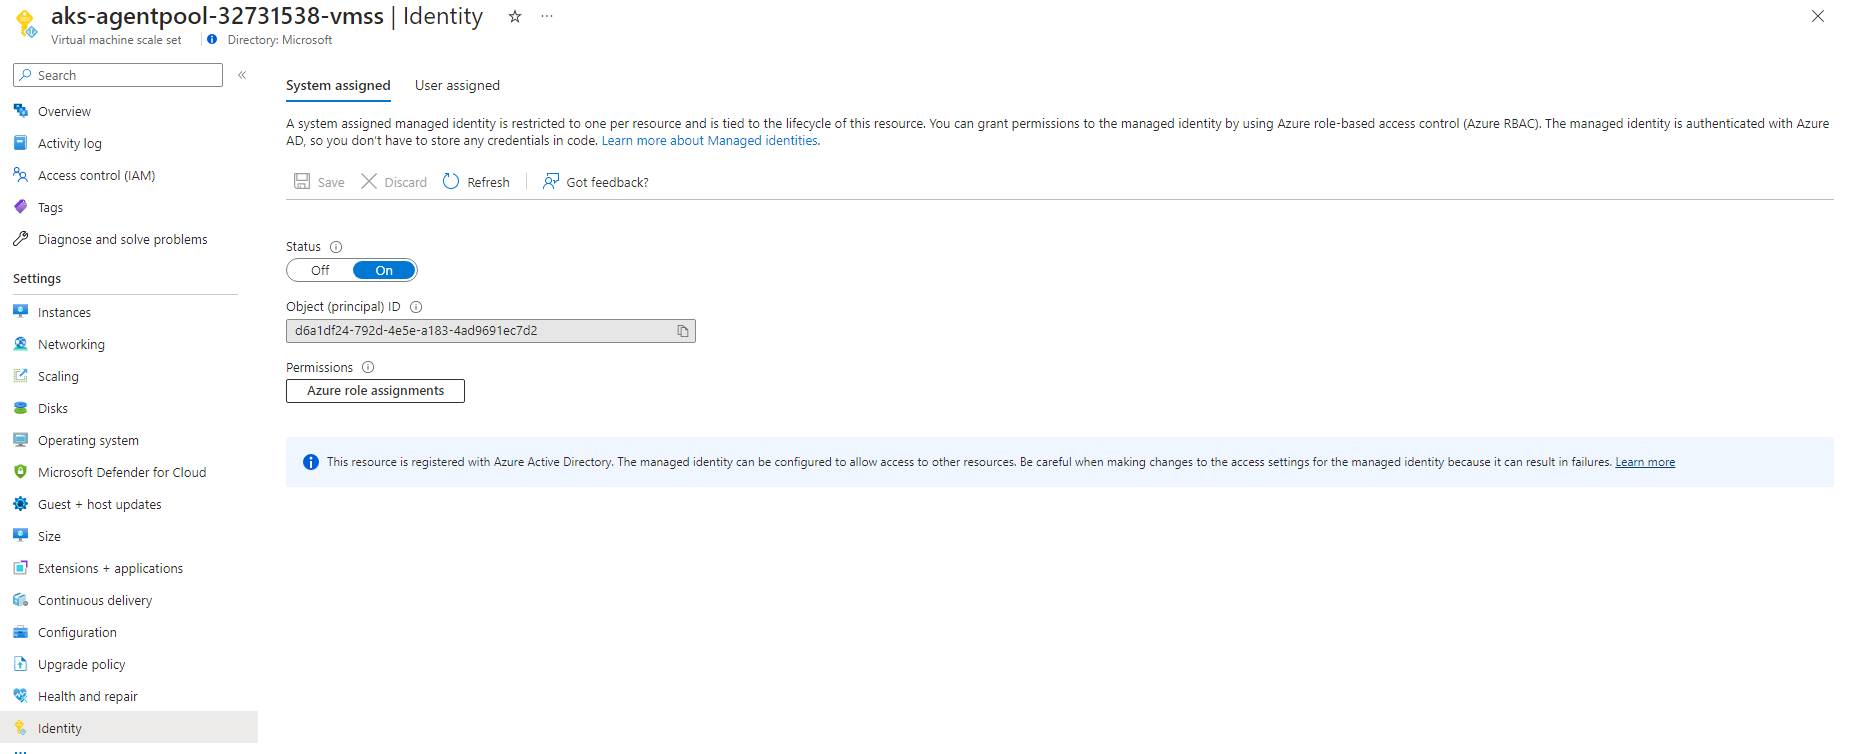 aks-agentpool-32731538-vmss | Identity
Virtual machine scale set
Directory: Microsoft
Search
Overview
Activity log
Access control (IAM)
Tags
Diagnose and solve problems
Settings
Instances
Networking
Scaling
Disks
Operating system
Microsoft Defender for Cloud
Guest + host updates
Size
Extensions + applications
Continuous delivery
Configuration
Upgrade policy
Health and repair
Identity
System assigned
User assigned
A system assigned managed identity is restricted to one per resource and is tied to the lifecycle of this resource. You can grant permissions to the managed identity by using Azure role-based access control (Azure RBAC). The managed identity is authenticated with Azure
AD, so you don't have to store any credentials in code. Learn more about Managed identities.
Save
Discard
Refresh
Got feedback?
Status
Off
On
Object (principal) ID
d6a1df24-792d-4e5e-a183-4ad9691ec7d2
Permissions
Azure role assignments
This resource is registered with Azure Active Directory. The managed identity can be configured to allow access to other resources. Be careful when making changes to the access settings for the managed identity because it can result in failures. Learn more